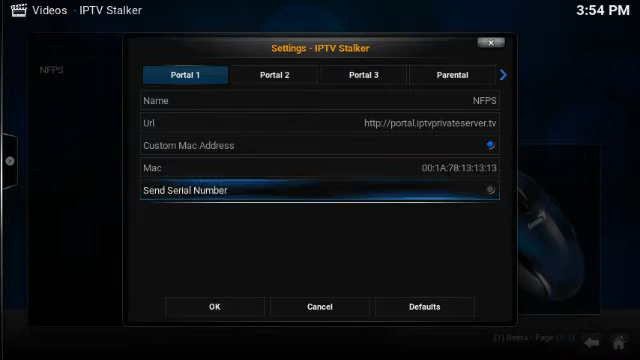 Videos - IPTV Stalker
3:54 PM
Settings - IPTV Stalker
NFPS
Portal 1 Portal 2 Portal 3 Parental
Name NFPS
Url http://portal.iptvprivateserver.tv
Custom Mac Address
Mac 00:1A:78:13:13:13
Send Serial Number
OK Cancel Defaults
(1) Items - Page (1/1)